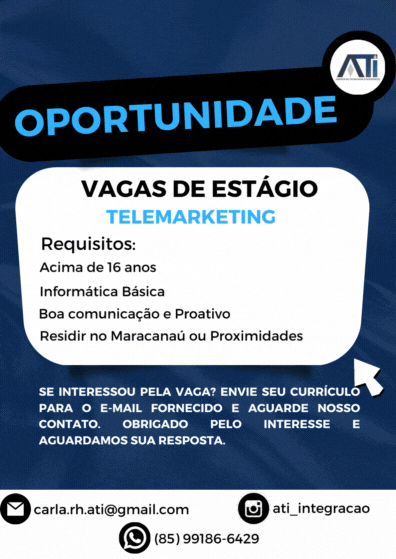 ATi
OPORTUNIDADE
VAGAS DE ESTÁGIO
TELEMARKETING
Requisitos:
Acima de 16 anos
Informática Básica
Boa comunicação e Proativo
Residir no Maracanaú ou Proximidades
SE INTERESSOU PELA VAGA? ENVIE SEU CURRÍCULO
PARA O E-MAIL FORNECIDO E AGUARDE NOSSO
CONTATO. OBRIGADO PELO INTERESSE E
AGUARDAMOS SUA RESPOSTA.
carla.rh.ati@gmail.com
ati_integracao
(85) 99186-6429